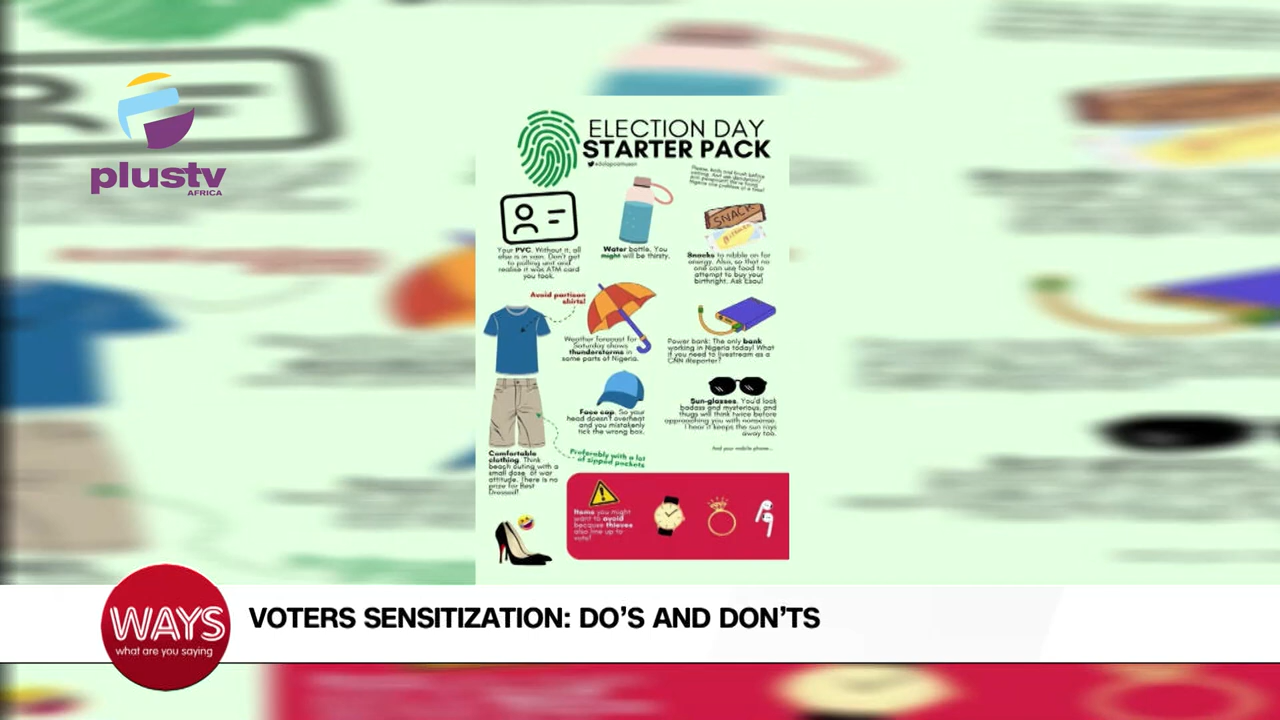 plustv
AFRICA
ELECTION DAY
STARTER PACK
Please, bath and brush before
Your PVC. Without it, all
else is in vain. Don't get
to polling unit and
realise it was ATM card
you took.
Water bottle. You
might will be thirsty.
SNACK
Snacks to nibble on for
energy. Also, so that no
one can use food to
attempt to buy your
birthright. Ask Esau!
Avoid partisan
shirts!
Weather forecast for
Saturday shows
thunderstorms in
some parts of Nigeria.
Power bank: The only bank
working in Nigeria today! What
if you need to livestream as a
CNN iReporter?
Face cap. So your
head doesn't overheat
and you mistakenly
tick the wrong box.
Sun-glasses. You'd look
badass and mysterious, and
thugs will think twice before
approaching you with nonsense.
I hear it keeps the sun rays
away too.
And your mobile phone...
Comfortable
clothing. Think
beach outing with a
small dose of war
attitude. There is no
prize for Best
Dressed!
Preferably with a lot
of zipped pockets
Items you might
want to avoid
because thieves
also line up to
vote!
WAYS
what are you saying
VOTERS SENSITIZATION: DO'S AND DON'TS